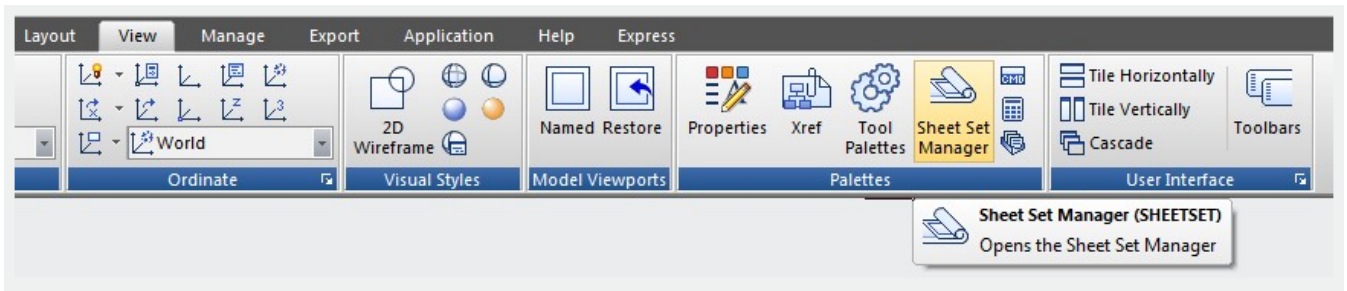 Layout View Manage Export Application Help Express
World
Ordinate
2D
Wireframe
Visual Styles
Named Restore
Model Viewports
Properties Xref
Tool
Palettes
Sheet Set
Manager
CMD
Palettes
Tile Horizontally
Tile Vertically
Cascade
Toolbars
User Interface
Sheet Set Manager (SHEETSET)
Opens the Sheet Set Manager